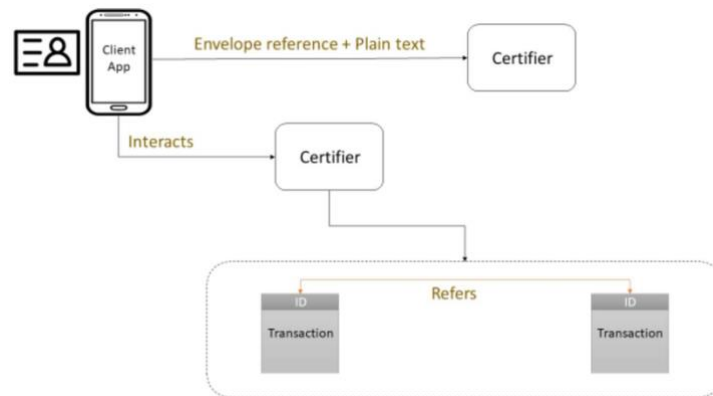 Client
App
Envelope reference + Plain text
Certifier
Interacts
Certifier
Refers
ID
Transaction
ID
Transaction